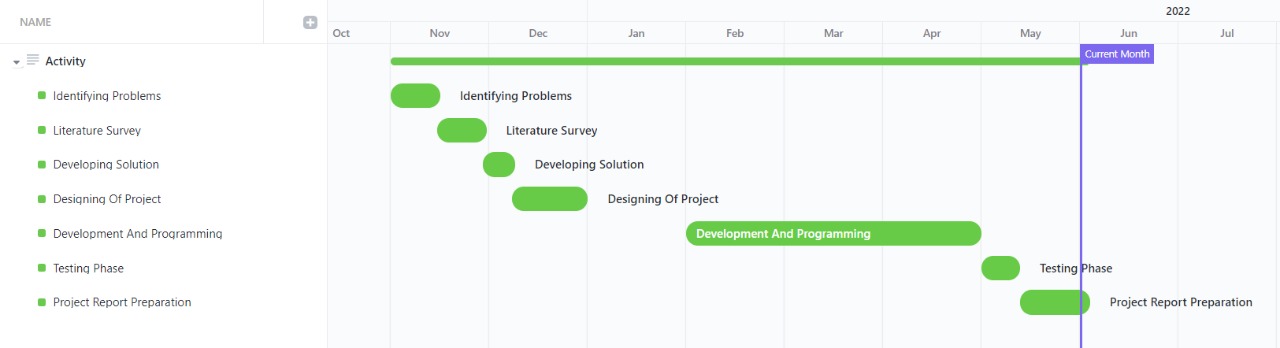 NAME
2022
Oct Nov Dec Jan Feb Mar Apr May Jun Jul
Current Month
Activity
Identifying Problems Identifying Problems
Literature Survey Literature Survey
Developing Solution Developing Solution
Designing Of Project Designing Of Project
Development And Programming Development And Programming
Testing Phase Testing Phase
Project Report Preparation Project Report Preparation